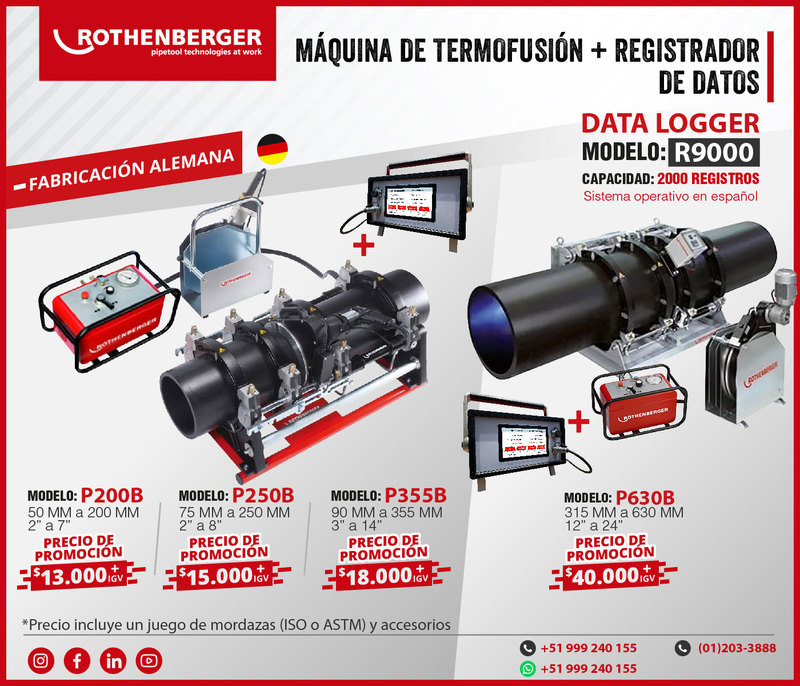 ROTHENBERGER
pipetool technologies at work
MÁQUINA DE TERMOFUSIÓN + REGISTRADOR
DE DATOS
DATA LOGGER
MODELO: R9000
CAPACIDAD: 2000 REGISTROS
Sistema operativo en español
FABRICACIÓN ALEMANA
+
ROTHENBERGER
ROTHENBERGER
ROTHENBERGER
ROTHENBERGER
ROTHENBERGER
ROTHENBERGER
+
MODELO: P200B
50 MM a 200 MM
2” a 7”
PRECIO DE
PROMOCIÓN
$13.000 + IGV
MODELO: P250B
75 MM a 250 MM
2” a 8”
PRECIO DE
PROMOCIÓN
$15.000 + IGV
MODELO: P355B
90 MM a 355 MM
3” a 14”
PRECIO DE
PROMOCIÓN
$18.000 + IGV
MODELO: P630B
315 MM a 630 MM
12” a 24”
PRECIO DE
PROMOCIÓN
$40.000 + IGV
*Precio incluye un juego de mordazas (ISO o ASTM) y accesorios
+51 999 240 155
(01)203-3888
+51 999 240 155